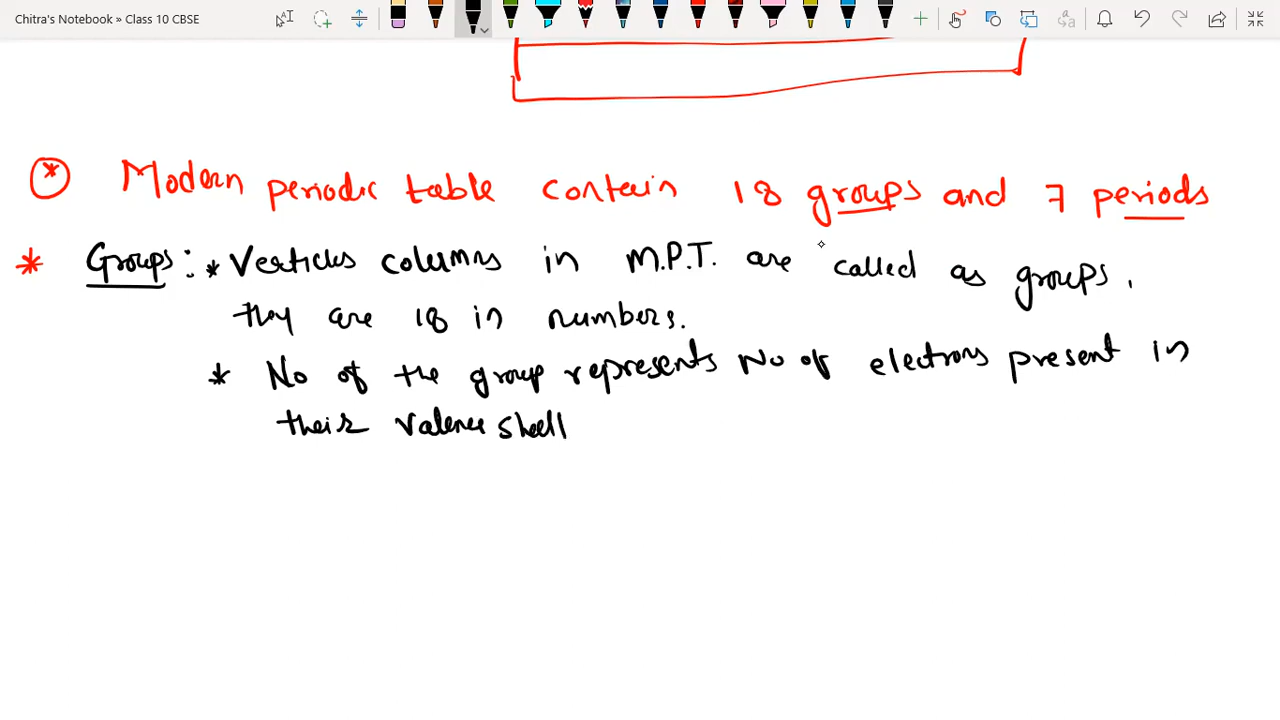 Chitra's Notebook » Class 10 CBSE
* Modern periodic table contain 18 groups and 7 periods
* Groups: * Verticles columns in M.P.T. are called as groups.
they are 18 in numbers.
* No of the group represents No of electrons present in
their valence shell